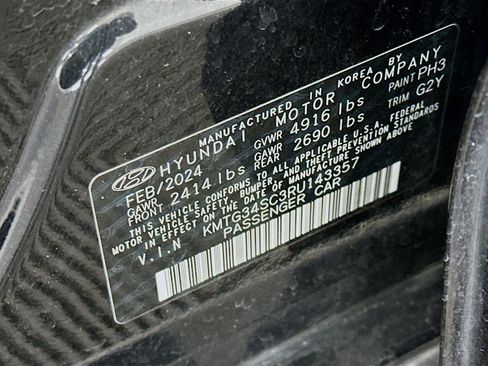 MANUFACTURED IN KOREA BY
HYUNDAI MOTOR COMPANY
FEB/2024 GVWR 4916 lbs PAINT PH3
GAWR FRONT 2414 lbs GAWR REAR 2690 lbs TRIM G2Y
THIS VEHICLE CONFORMS TO ALL APPLICABLE U.S.A. FEDERAL
MOTOR VEHICLE SAFETY, BUMPER, AND THEFT PREVENTION STANDARDS
IN EFFECT ON THE DATE OF MANUFACTURE SHOWN ABOVE
V.I.N KMTG34SC3RU143357
PASSENGER CAR